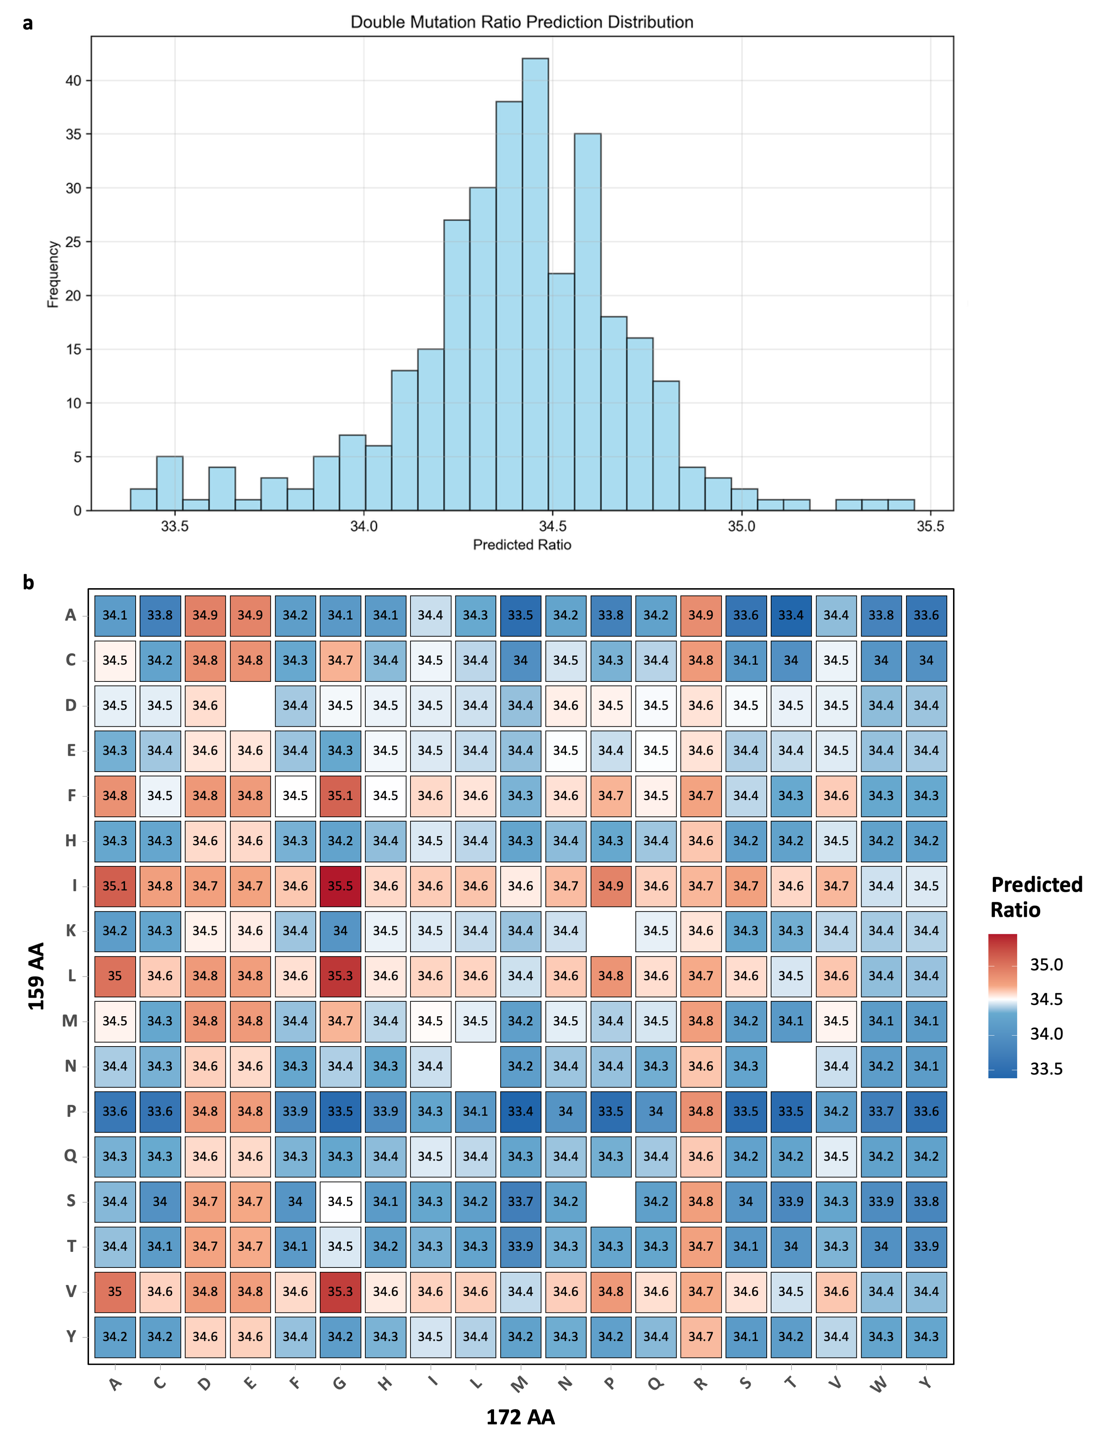 a
Double Mutation Ratio Prediction Distribution
40
35
30
25
20
15
10
5
0
Frequency
33.5 34.0 34.5 35.0 35.5
Predicted Ratio
b
A 34.1 33.8 34.9 34.9 34.2 34.1 34.1 34.4 34.3 33.5 34.2 33.8 34.2 34.9 33.6 33.4 34.4 33.8 33.6
C 34.5 34.2 34.8 34.8 34.3 34.7 34.4 34.5 34.4 34 34.5 34.3 34.4 34.8 34.1 34 34.5 34 34
D 34.5 34.5 34.6 34.4 34.5 34.5 34.5 34.4 34.4 34.6 34.5 34.5 34.6 34.5 34.5 34.5 34.4 34.4
E 34.3 34.4 34.6 34.6 34.4 34.3 34.5 34.5 34.4 34.4 34.5 34.4 34.5 34.6 34.4 34.4 34.5 34.4 34.4
F 34.8 34.5 34.8 34.8 34.5 35.1 34.5 34.6 34.6 34.3 34.6 34.7 34.5 34.7 34.4 34.3 34.6 34.3 34.3
H 34.3 34.3 34.6 34.6 34.3 34.2 34.4 34.5 34.4 34.3 34.4 34.3 34.4 34.6 34.2 34.2 34.5 34.2 34.2
I 35.1 34.8 34.7 34.7 34.6 35.5 34.6 34.6 34.6 34.6 34.7 34.9 34.6 34.7 34.7 34.6 34.7 34.4 34.5
K 34.2 34.3 34.5 34.6 34.4 34 34.5 34.5 34.4 34.4 34.4 34.5 34.6 34.3 34.3 34.4 34.4 34.4
L 35 34.6 34.8 34.8 34.6 35.3 34.6 34.6 34.6 34.4 34.6 34.8 34.6 34.7 34.6 34.5 34.6 34.4 34.4
M 34.5 34.3 34.8 34.8 34.4 34.7 34.4 34.5 34.5 34.2 34.5 34.4 34.5 34.8 34.2 34.1 34.5 34.1 34.1
N 34.4 34.3 34.6 34.6 34.3 34.4 34.3 34.4 34.2 34.4 34.4 34.3 34.6 34.3 34.4 34.2 34.1
P 33.6 33.6 34.8 34.8 33.9 33.5 33.9 34.3 34.1 33.4 34 33.5 34 34.8 33.5 33.5 34.2 33.7 33.6
Q 34.3 34.3 34.6 34.6 34.3 34.3 34.4 34.5 34.4 34.3 34.4 34.3 34.4 34.6 34.2 34.2 34.5 34.2 34.2
S 34.4 34 34.7 34.7 34 34.5 34.1 34.3 34.2 33.7 34.2 34.2 34.8 34 33.9 34.3 33.9 33.8
T 34.4 34.1 34.7 34.7 34.1 34.5 34.2 34.3 34.3 33.9 34.3 34.3 34.3 34.7 34.1 34 34.3 34 33.9
V 35 34.6 34.8 34.8 34.6 35.3 34.6 34.6 34.6 34.4 34.6 34.8 34.6 34.7 34.6 34.5 34.6 34.4 34.4
Y 34.2 34.2 34.6 34.6 34.4 34.2 34.3 34.5 34.4 34.2 34.3 34.2 34.4 34.7 34.1 34.2 34.4 34.3 34.3
A C D E F G H I L M N P Q R S T V W Y
159 AA
172 AA
Predicted
Ratio
35.0
34.5
34.0
33.5